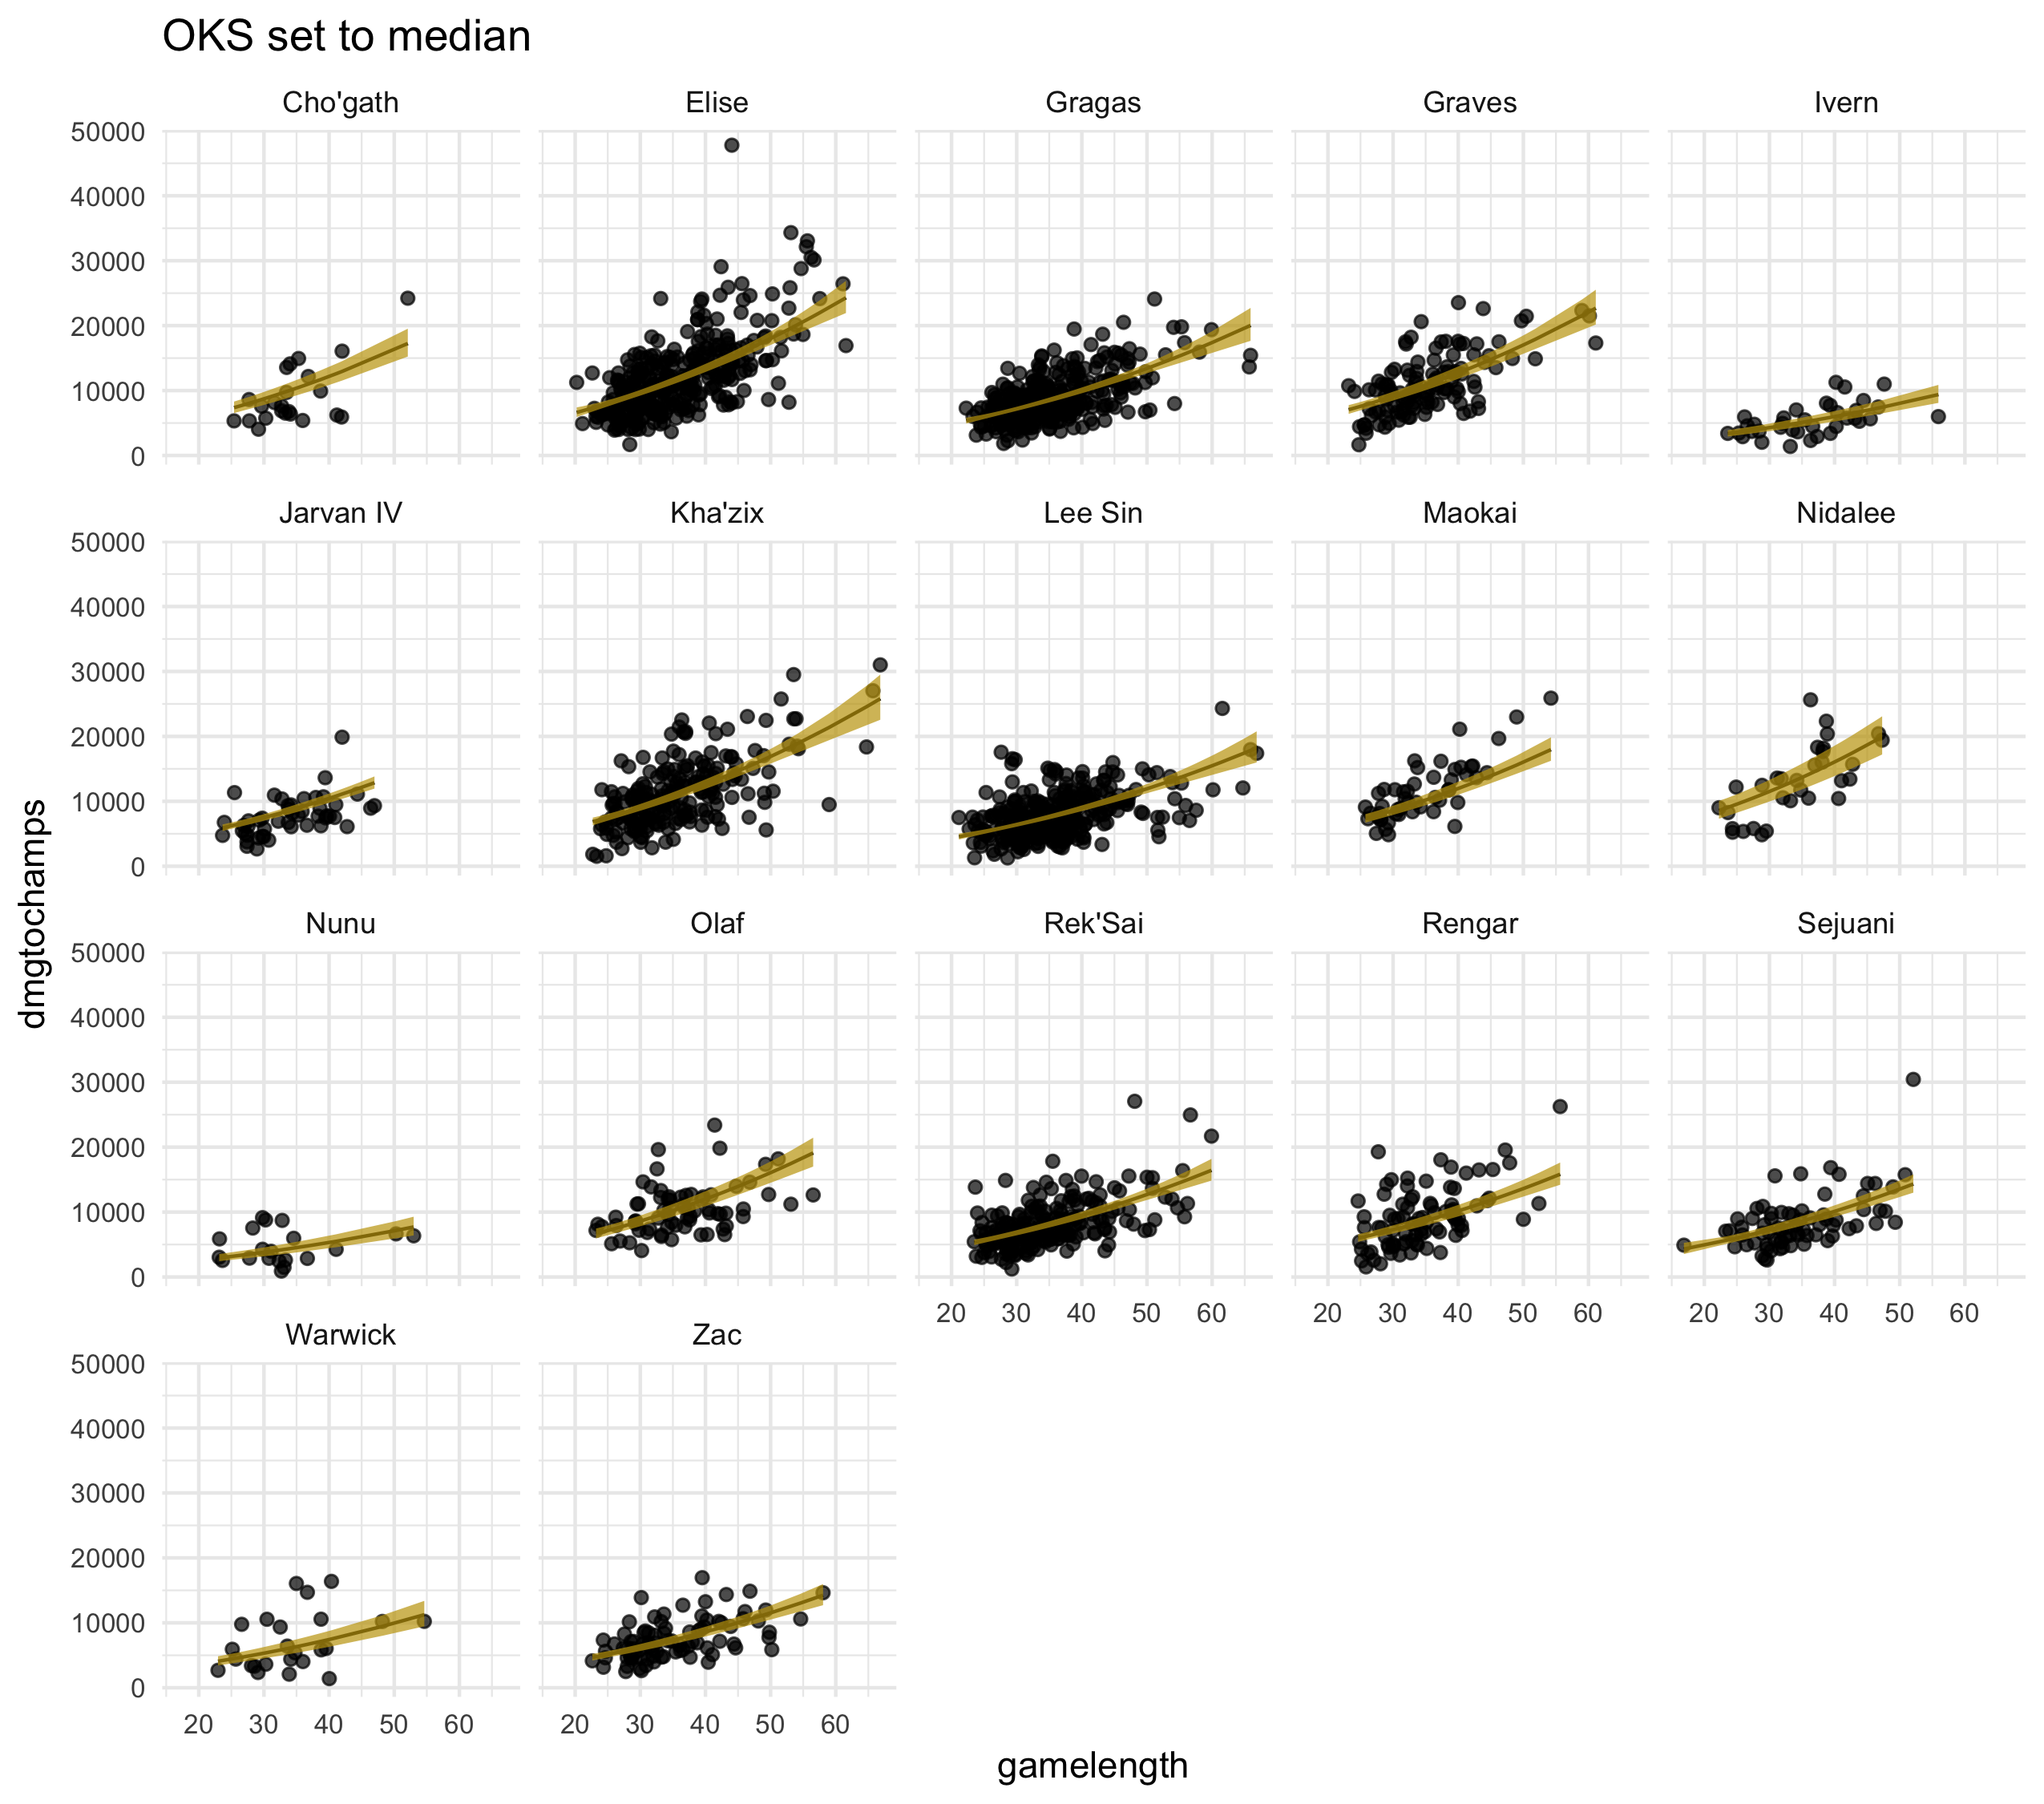 OKS set to median
Cho'gath Elise Gragas Graves Ivern
50000
40000
30000
20000
10000
0
Jarvan IV Kha'zix Lee Sin Maokai Nidalee
50000
40000
30000
20000
10000
0
dmgtochamps
Nunu Olaf Rek'Sai Rengar Sejuani
50000
40000
30000
20000
10000
0
20 30 40 50 60 20 30 40 50 60 20 30 40 50 60
Warwick Zac
50000
40000
30000
20000
10000
0
20 30 40 50 60 20 30 40 50 60
gamelength